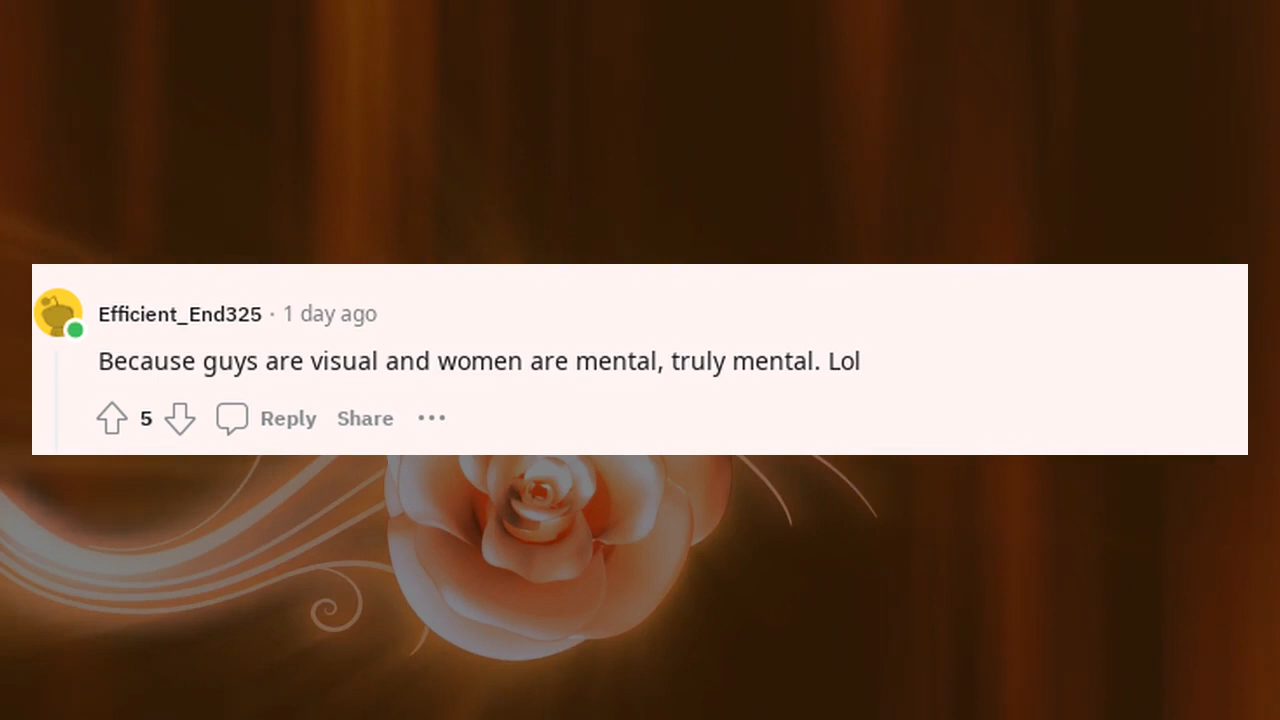 Efficient_End325 · 1 day ago
Because guys are visual and women are mental, truly mental. Lol
5 Reply Share ···